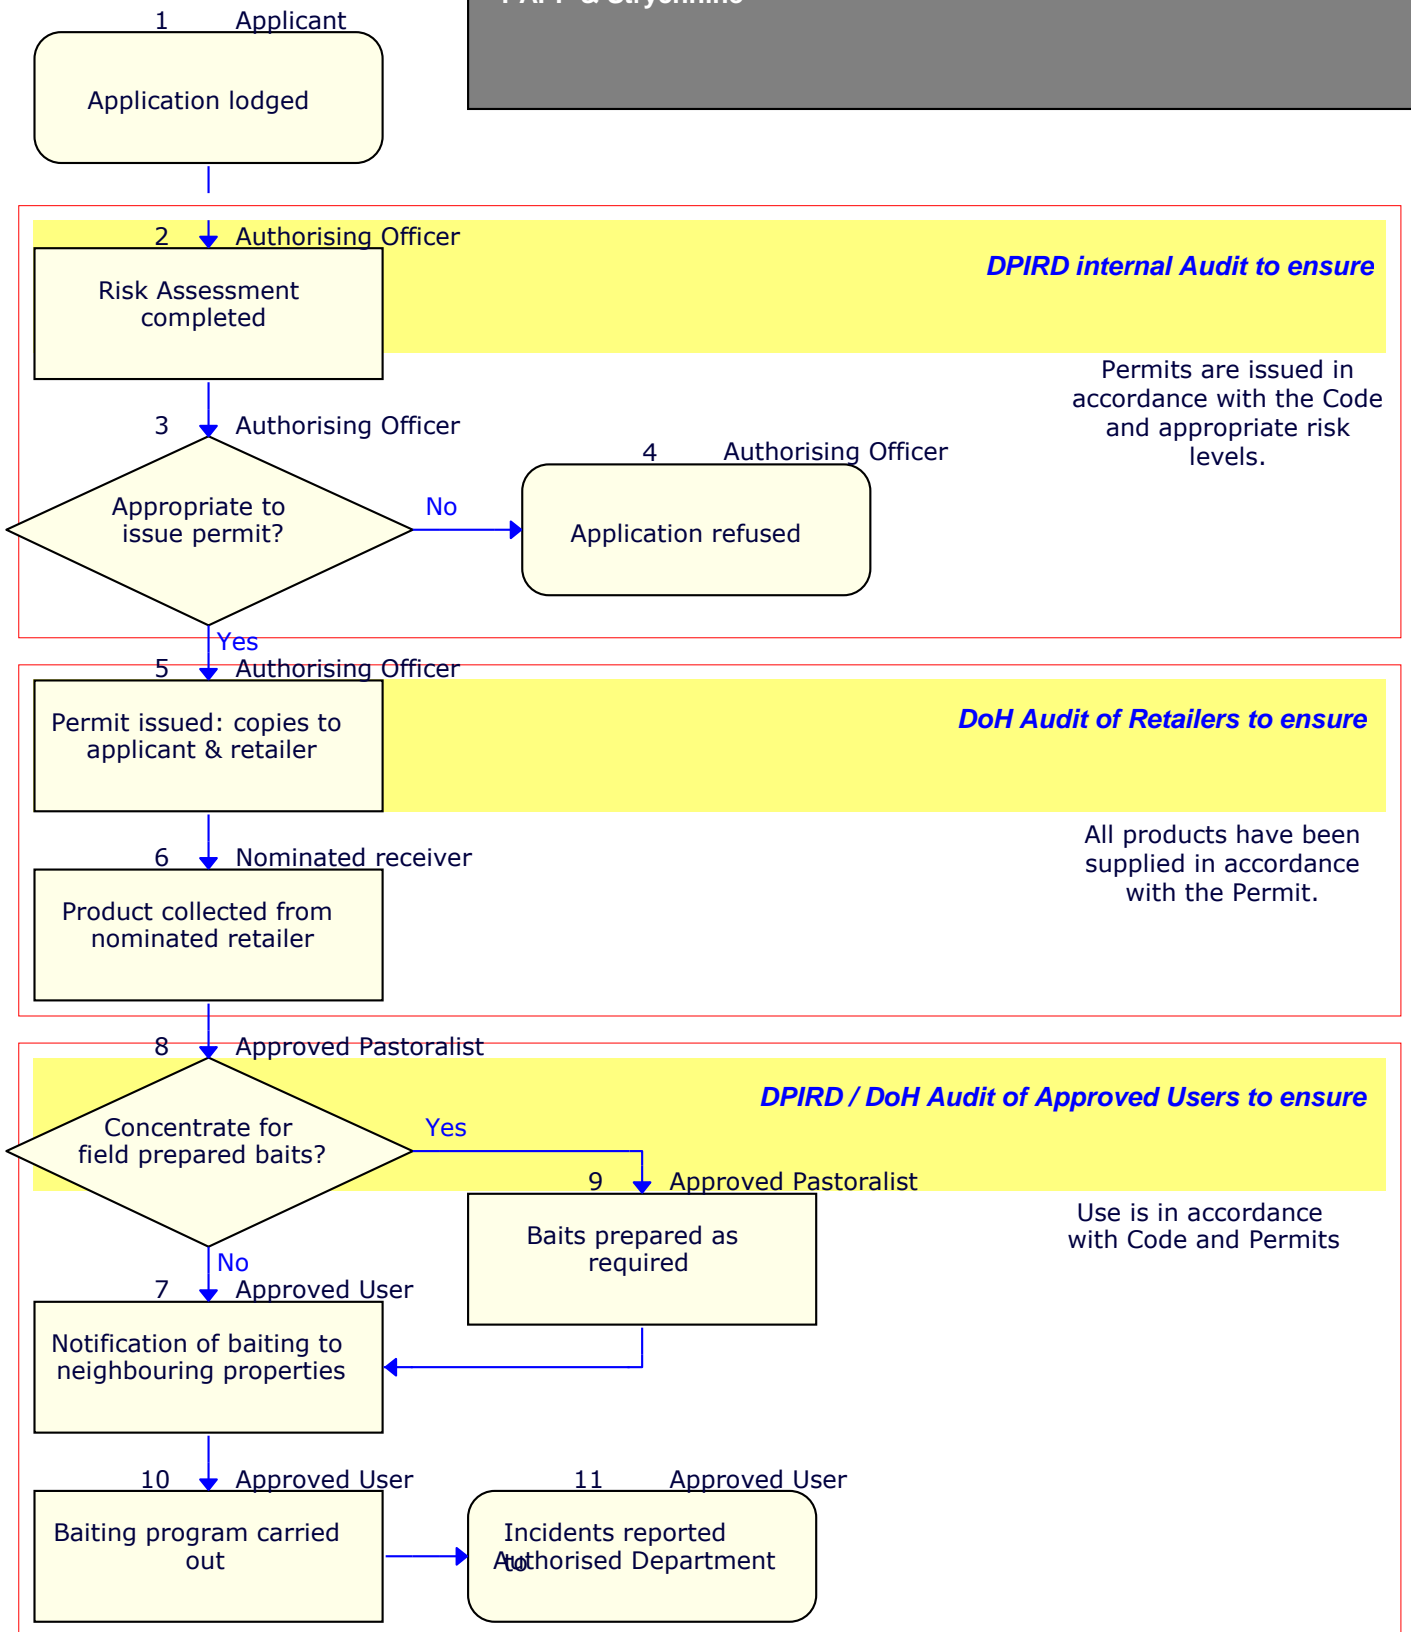 & Strychnine
1 Applicant
Application lodged
2 Authorising Officer
DPIRD internal Audit to ensure
Risk Assessment
completed
Permits are issued in
accordance with the Code
and appropriate risk
levels.
3 Authorising Officer
Appropriate to
issue permit?
No
4 Authorising Officer
Application refused
Yes
5 Authorising Officer
Permit issued: copies to
applicant & retailer
DoH Audit of Retailers to ensure
All products have been
supplied in accordance
with the Permit.
6 Nominated receiver
Product collected from
nominated retailer
8 Approved Pastoralist
DPIRD / DoH Audit of Approved Users to ensure
Concentrate for
field prepared baits?
Yes
9 Approved Pastoralist
Baits prepared as
required
Use is in accordance
with Code and Permits
No
7 Approved User
Notification of baiting to
neighbouring properties
10 Approved User
Baiting program carried
out
11 Approved User
Incidents reported
to
Authorised Department